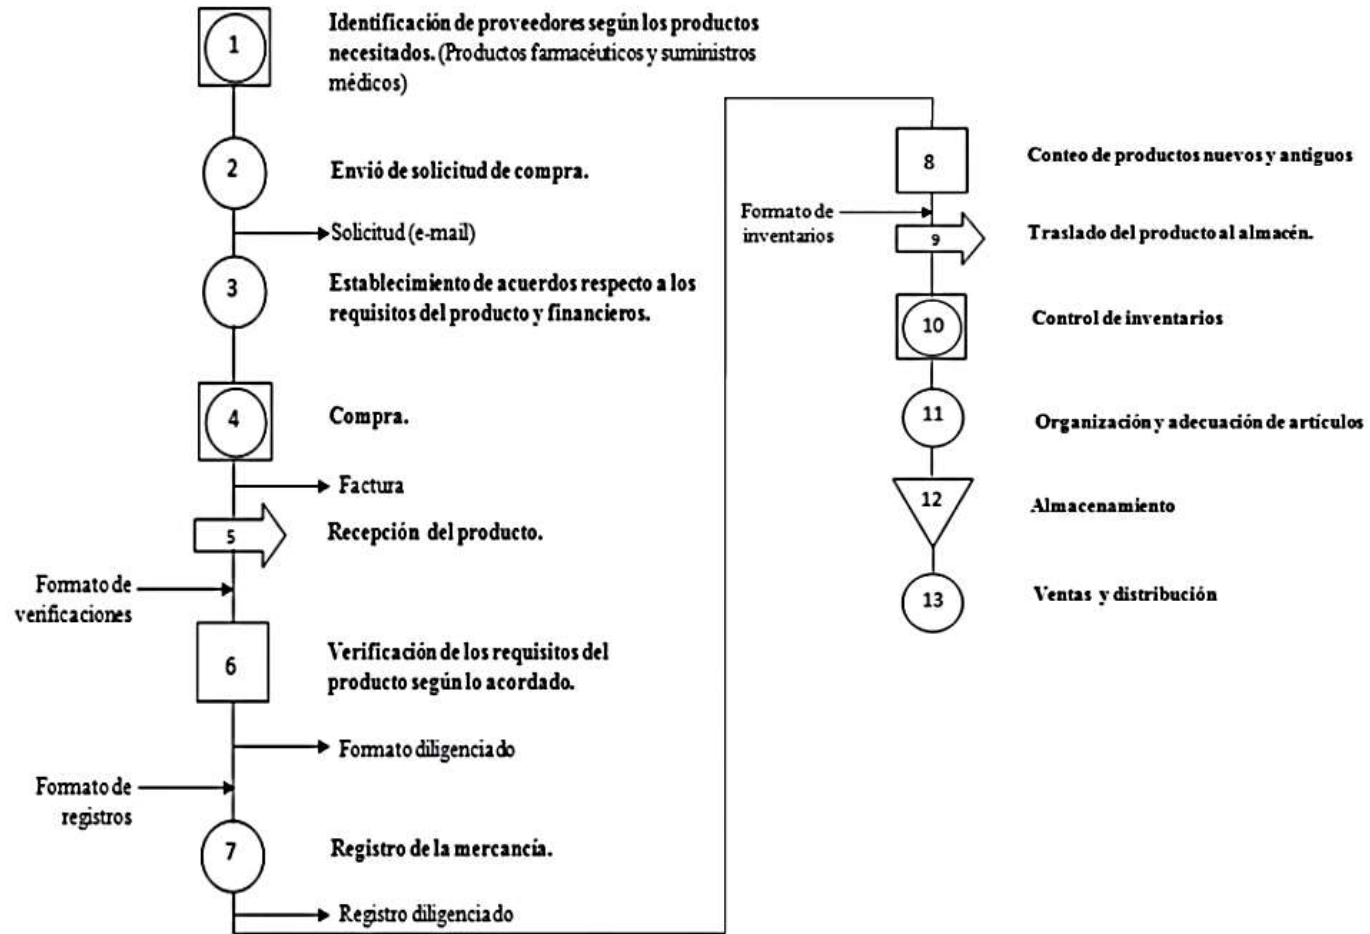 1
Identificación de proveedores según los productos
necesitados. (Productos farmacéuticos y suministros
médicos)
2
Envió de solicitud de compra.
Solicitud (e-mail)
3
Establecimiento de acuerdos respecto a los
requisitos del producto y financieros.
4
Compra.
Factura
5
Recepción del producto.
Formato de
verificaciones
6
Verificación de los requisitos del
producto según lo acordado.
Formato diligenciado
Formato de
registros
7
Registro de la mercancía.
Registro diligenciado
8
Conteo de productos nuevos y antiguos
Formato de
inventarios
9
Traslado del producto al almacén.
10
Control de inventarios
11
Organización y adecuación de artículos
12
Almacenamiento
13
Ventas y distribución